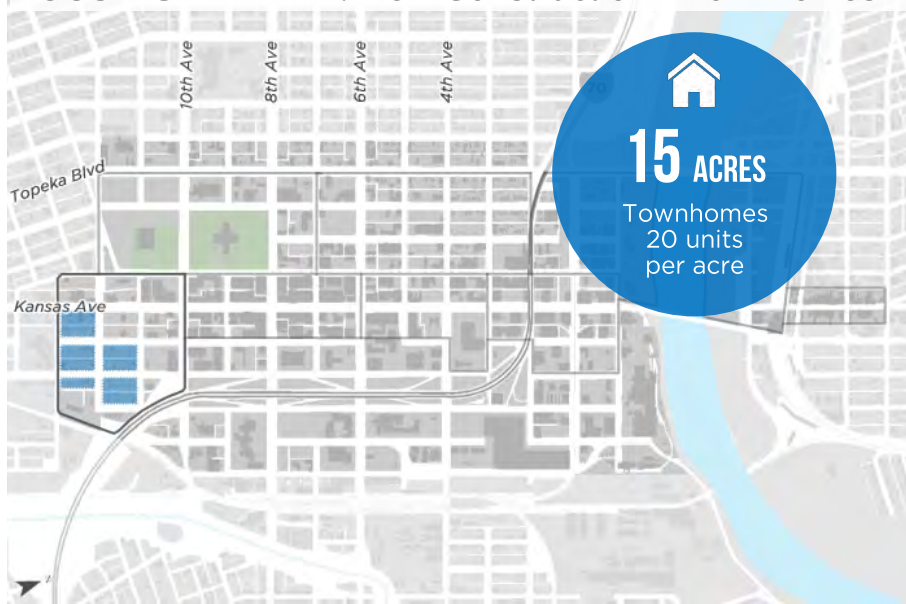 10th Ave
8th Ave
6th Ave
4th Ave
Topeka Blvd
Kansas Ave
15 ACRES
Townhomes
20 units
per acre